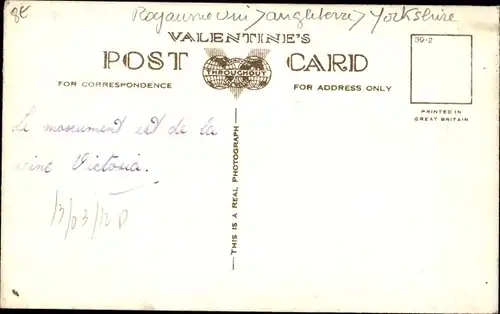 8€
Royaume Uni > angleterre > Yorkshire
VALENTINE'S
POST CARD
THROUGHOUT
FOR CORRESPONDENCE
FOR ADDRESS ONLY
39-2
PRINTED IN
GREAT BRITAIN
Le monument est de la
reine Victoria.
THIS IS A REAL PHOTOGRAPH